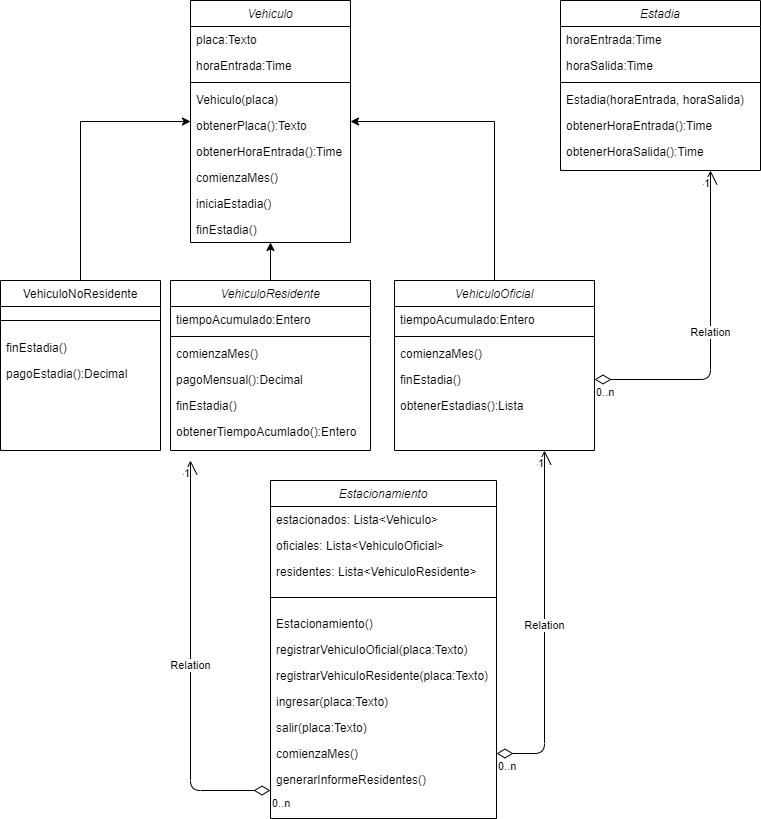 Vehiculo
placa:Texto
horaEntrada:Time
Vehiculo(placa)
obtenerPlaca():Texto
obtenerHoraEntrada():Time
comienzaMes()
iniciaEstadia()
finEstadia()
Estadia
horaEntrada:Time
horaSalida:Time
Estadia(horaEntrada, horaSalida)
obtenerHoraEntrada():Time
obtenerHoraSalida():Time
1
Relation
0..n
VehiculoNoResidente
finEstadia()
pagoEstadia():Decimal
VehiculoResidente
tiempoAcumulado:Entero
comienzaMes()
pagoMensual():Decimal
finEstadia()
obtenerTiempoAcumlado():Entero
VehiculoOficial
tiempoAcumulado:Entero
comienzaMes()
finEstadia()
obtenerEstadias():Lista
1
Relation
0..n
1
Relation
0..n
Estacionamiento
estacionados: Lista<Vehiculo>
oficiales: Lista<VehiculoOficial>
residentes: Lista<VehiculoResidente>
Estacionamiento()
registrarVehiculoOficial(placa:Texto)
registrarVehiculoResidente(placa:Texto)
ingresar(placa:Texto)
salir(placa:Texto)
comienzaMes()
generarInformeResidentes()